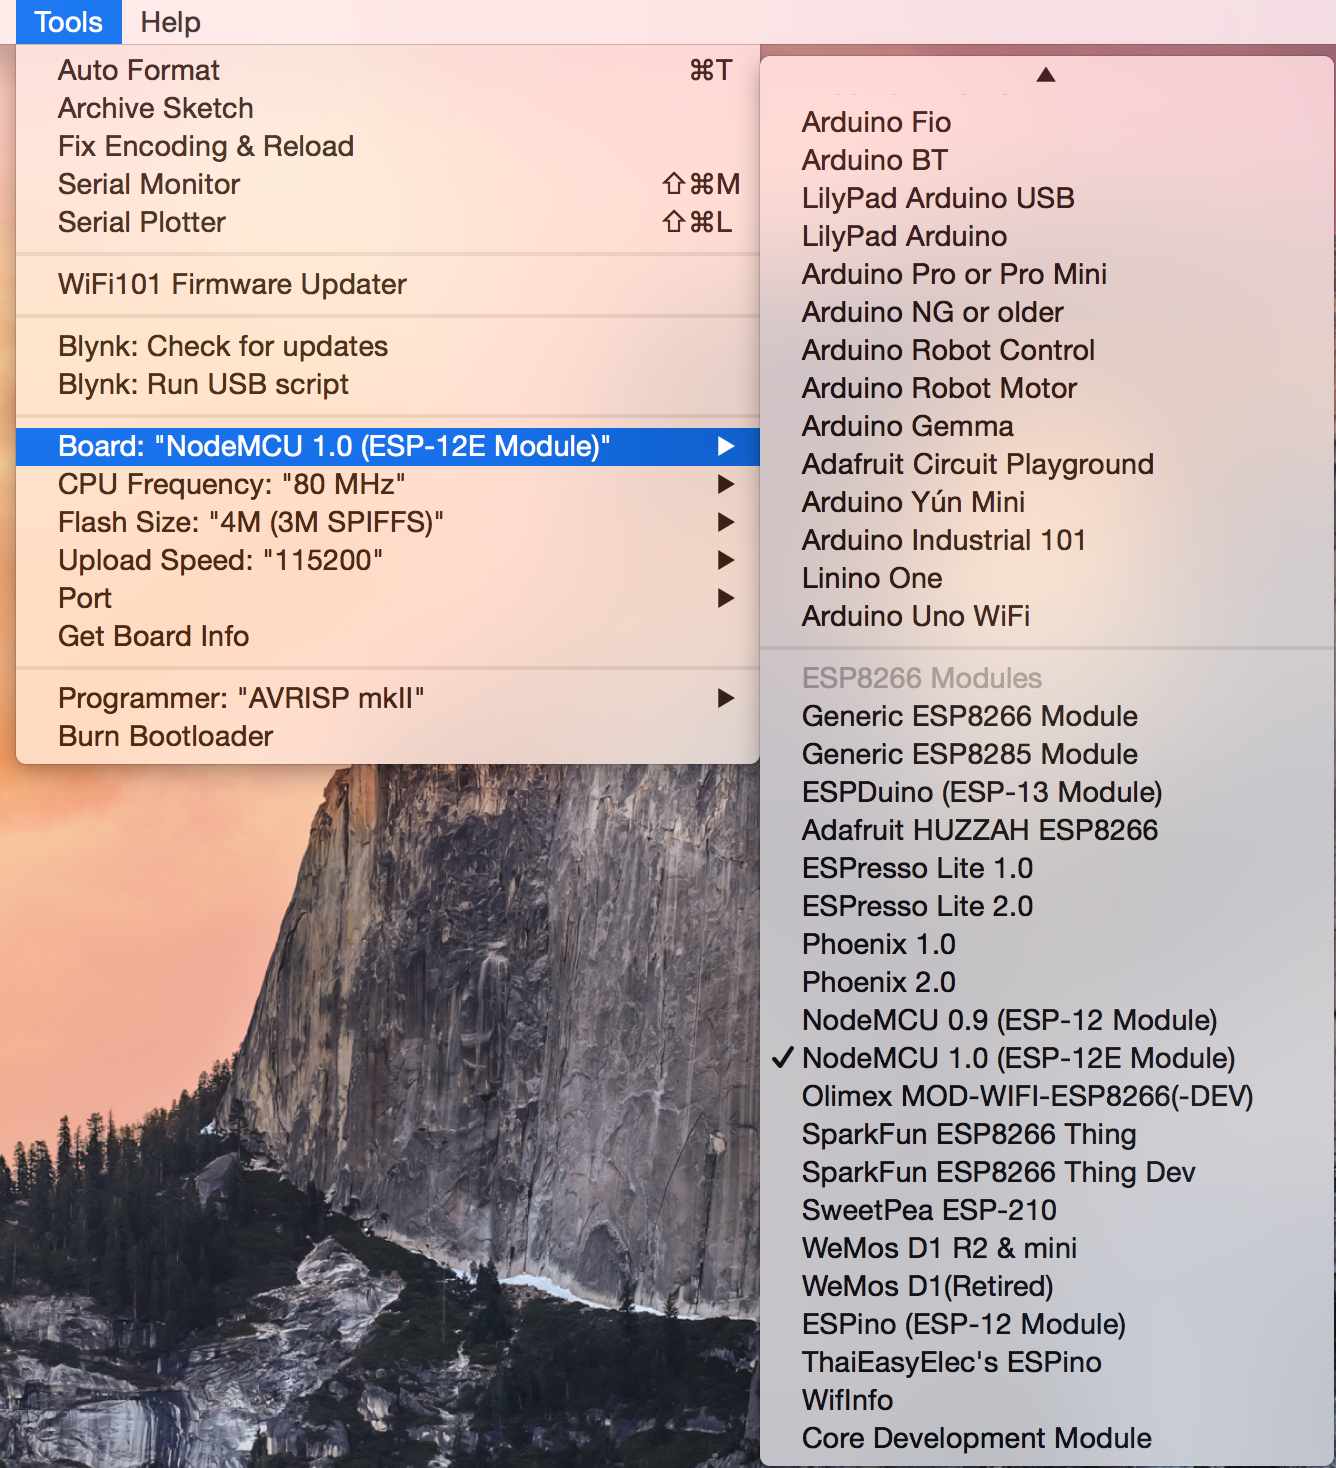 Tools Help
Auto Format ⌘T
Archive Sketch
Fix Encoding & Reload
Serial Monitor ⇧⌘M
Serial Plotter ⇧⌘L
WiFi101 Firmware Updater
Blynk: Check for updates
Blynk: Run USB script
Board: "NodeMCU 1.0 (ESP-12E Module)"
CPU Frequency: "80 MHz"
Flash Size: "4M (3M SPIFFS)"
Upload Speed: "115200"
Port
Get Board Info
Programmer: "AVRISP mkII"
Burn Bootloader
Arduino Fio
Arduino BT
LilyPad Arduino USB
LilyPad Arduino
Arduino Pro or Pro Mini
Arduino NG or older
Arduino Robot Control
Arduino Robot Motor
Arduino Gemma
Adafruit Circuit Playground
Arduino Yún Mini
Arduino Industrial 101
Linino One
Arduino Uno WiFi
ESP8266 Modules
Generic ESP8266 Module
Generic ESP8285 Module
ESPDuino (ESP-13 Module)
Adafruit HUZZAH ESP8266
ESPresso Lite 1.0
ESPresso Lite 2.0
Phoenix 1.0
Phoenix 2.0
NodeMCU 0.9 (ESP-12 Module)
✓ NodeMCU 1.0 (ESP-12E Module)
Olimex MOD-WIFI-ESP8266(-DEV)
SparkFun ESP8266 Thing
SparkFun ESP8266 Thing Dev
SweetPea ESP-210
WeMos D1 R2 & mini
WeMos D1(Retired)
ESPino (ESP-12 Module)
ThaiEasyElec's ESPino
WifInfo
Core Development Module